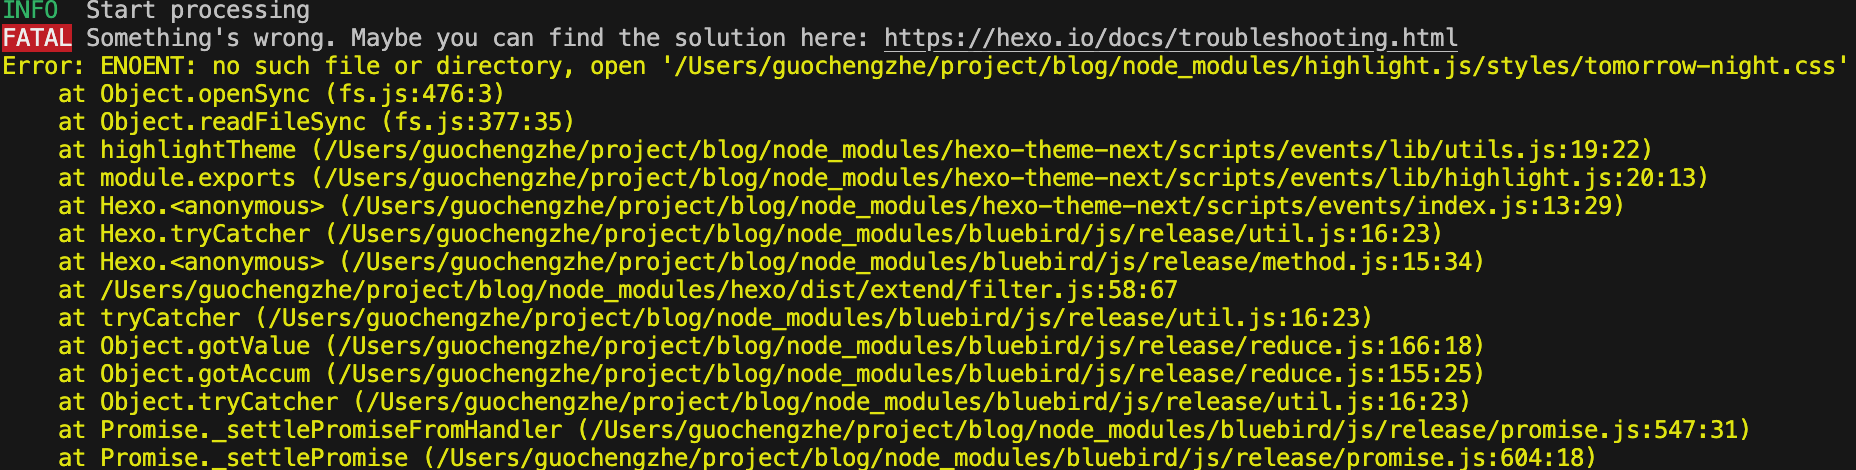 INFO  Start processing
FATAL Something's wrong. Maybe you can find the solution here: https://hexo.io/docs/troubleshooting.html
Error: ENOENT: no such file or directory, open '/Users/guochengzhe/project/blog/node_modules/highlight.js/styles/tomorrow-night.css'
    at Object.openSync (fs.js:476:3)
    at Object.readFileSync (fs.js:377:35)
    at highlightTheme (/Users/guochengzhe/project/blog/node_modules/hexo-theme-next/scripts/events/lib/utils.js:19:22)
    at module.exports (/Users/guochengzhe/project/blog/node_modules/hexo-theme-next/scripts/events/lib/highlight.js:20:13)
    at Hexo.<anonymous> (/Users/guochengzhe/project/blog/node_modules/hexo-theme-next/scripts/events/index.js:13:29)
    at Hexo.tryCatcher (/Users/guochengzhe/project/blog/node_modules/bluebird/js/release/util.js:16:23)
    at Hexo.<anonymous> (/Users/guochengzhe/project/blog/node_modules/bluebird/js/release/method.js:15:34)
    at /Users/guochengzhe/project/blog/node_modules/hexo/dist/extend/filter.js:58:67
    at tryCatcher (/Users/guochengzhe/project/blog/node_modules/bluebird/js/release/util.js:16:23)
    at Object.gotValue (/Users/guochengzhe/project/blog/node_modules/bluebird/js/release/reduce.js:166:18)
    at Object.gotAccum (/Users/guochengzhe/project/blog/node_modules/bluebird/js/release/reduce.js:155:25)
    at Object.tryCatcher (/Users/guochengzhe/project/blog/node_modules/bluebird/js/release/util.js:16:23)
    at Promise._settlePromiseFromHandler (/Users/guochengzhe/project/blog/node_modules/bluebird/js/release/promise.js:547:31)
    at Promise._settlePromise (/Users/guochengzhe/project/blog/node_modules/bluebird/js/release/promise.js:604:18)